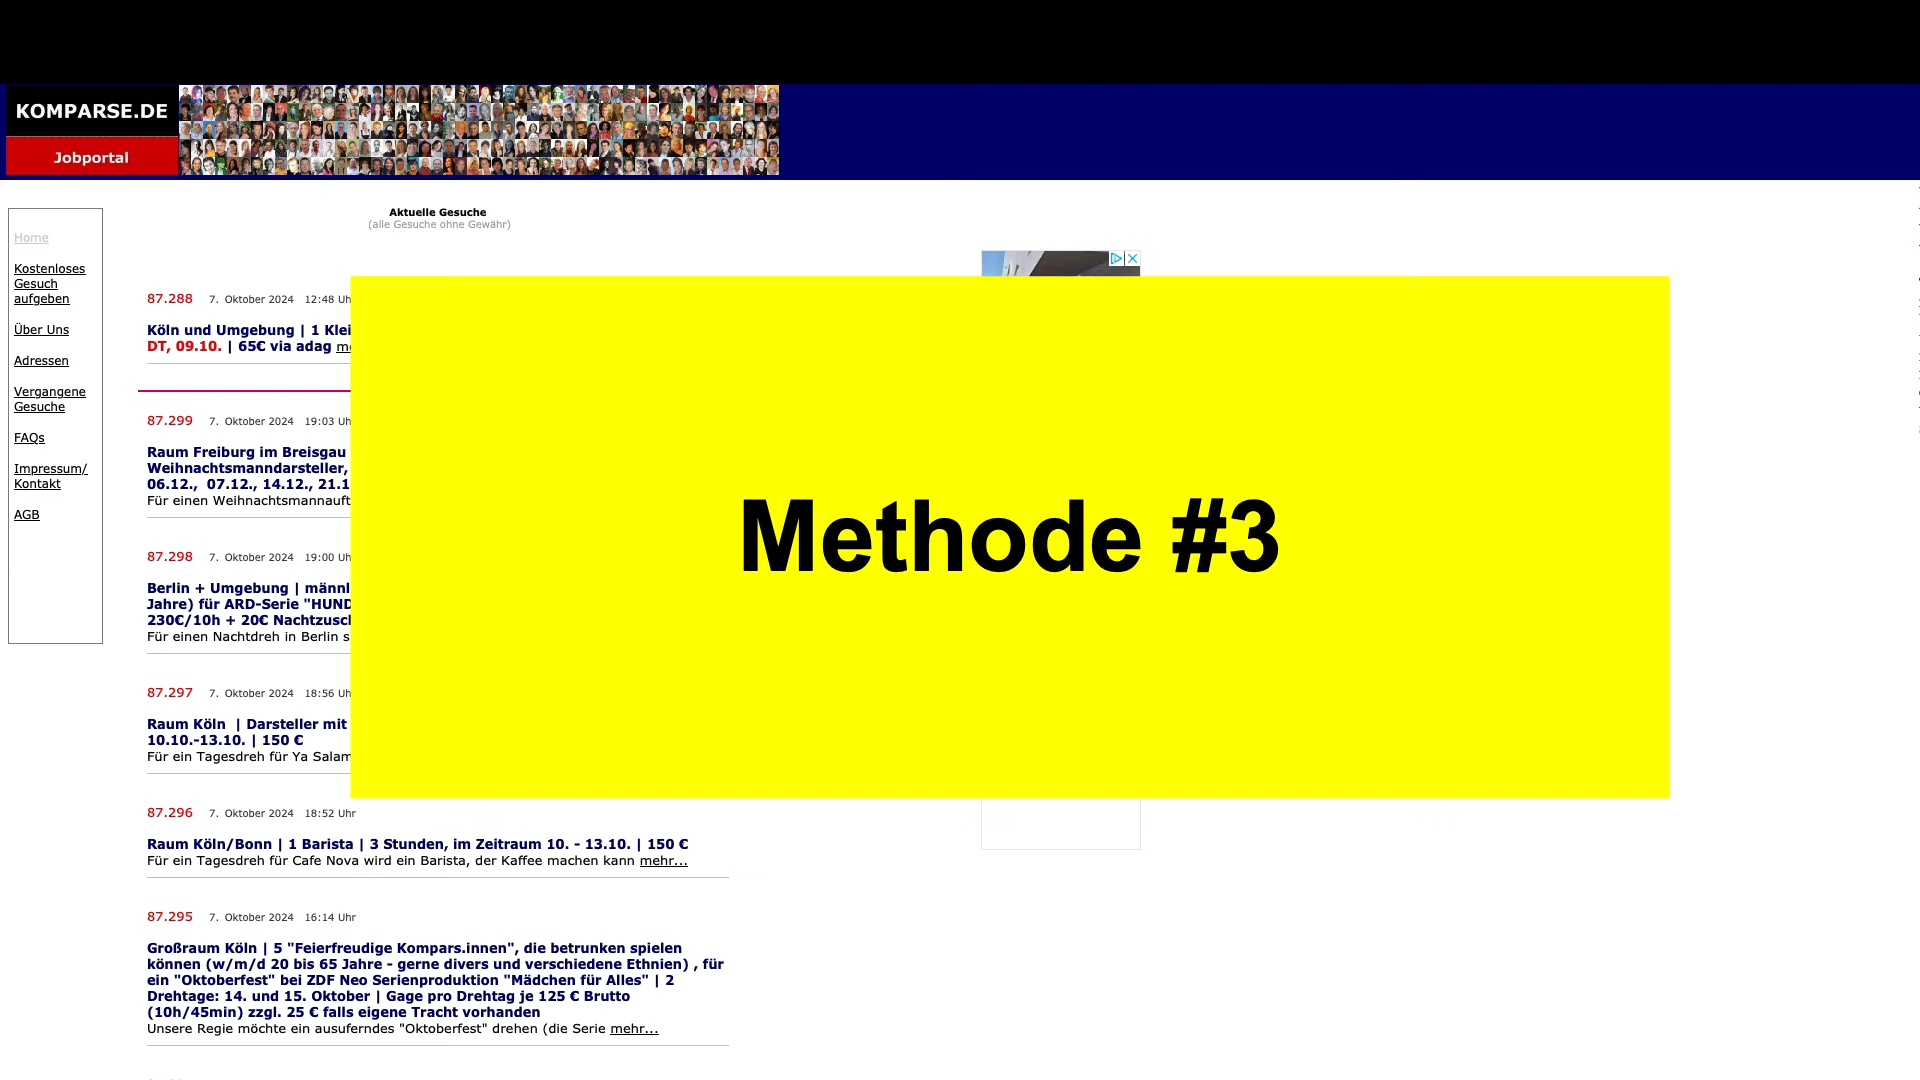 KOMPARSE.DE
Jobportal
Home
Kostenloses
Gesuch
aufgeben
Über Uns
Adressen
Vergangene
Gesuche
FAQs
Impressum/
Kontakt
AGB
Aktuelle Gesuche
(alle Gesuche ohne Gewähr)
87.288 7. Oktober 2024 12:48 Uh
Köln und Umgebung | 1 Klei
DT, 09.10. | 65€ via adag
87.299 7. Oktober 2024 19:03 Uh
Raum Freiburg im Breisgau
Weihnachtsmanndarsteller,
06.12., 07.12., 14.12., 21.1
Für einen Weihnachtsmannauft
87.298 7. Oktober 2024 19:00 Uh
Berlin + Umgebung | männl
Jahre) für ARD-Serie "HUND
230€/10h + 20€ Nachtzusc
Für einen Nachtdreh in Berlin s
87.297 7. Oktober 2024 18:56 Uh
Raum Köln | Darsteller mit
10.10.-13.10. | 150 €
Für ein Tagesdreh für Ya Salam
Methode #3
87.296 7. Oktober 2024 18:52 Uhr
Raum Köln/Bonn | 1 Barista | 3 Stunden, im Zeitraum 10. - 13.10. | 150 €
Für ein Tagesdreh für Cafe Nova wird ein Barista, der Kaffee machen kann mehr...
87.295 7. Oktober 2024 16:14 Uhr
Großraum Köln | 5 "Feierfreudige Kompars.innen", die betrunken spielen
können (w/m/d 20 bis 65 Jahre - gerne divers und verschiedene Ethnien) , für
ein "Oktoberfest" bei ZDF Neo Serienproduktion "Mädchen für Alles" | 2
Drehtage: 14. und 15. Oktober | Gage pro Drehtag je 125 € Brutto
(10h/45min) zzgl. 25 € falls eigene Tracht vorhanden
Unsere Regie möchte ein ausuferndes "Oktoberfest" drehen (die Serie mehr...